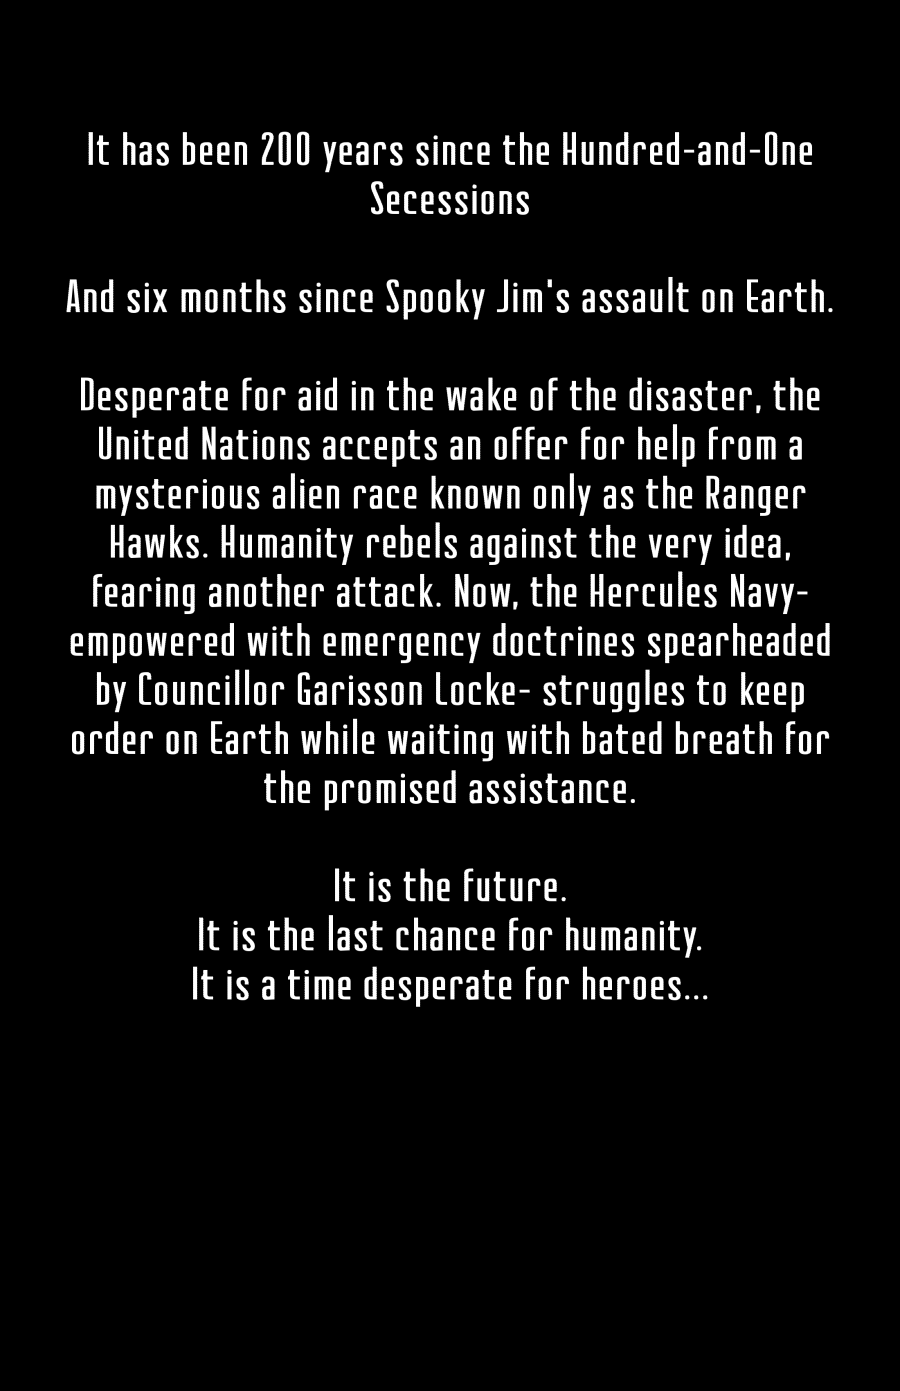 It has been 200 years since the Hundred-and-One
Secessions
And six months since Spooky Jim's assault on Earth.
Desperate for aid in the wake of the disaster, the
United Nations accepts an offer for help from a
mysterious alien race known only as the Ranger
Hawks. Humanity rebels against the very idea,
fearing another attack. Now, the Hercules Navy-
empowered with emergency doctrines spearheaded
by Councillor Garisson Locke- struggles to keep
order on Earth while waiting with bated breath for
the promised assistance.
It is the future.
It is the last chance for humanity.
It is a time desperate for heroes...